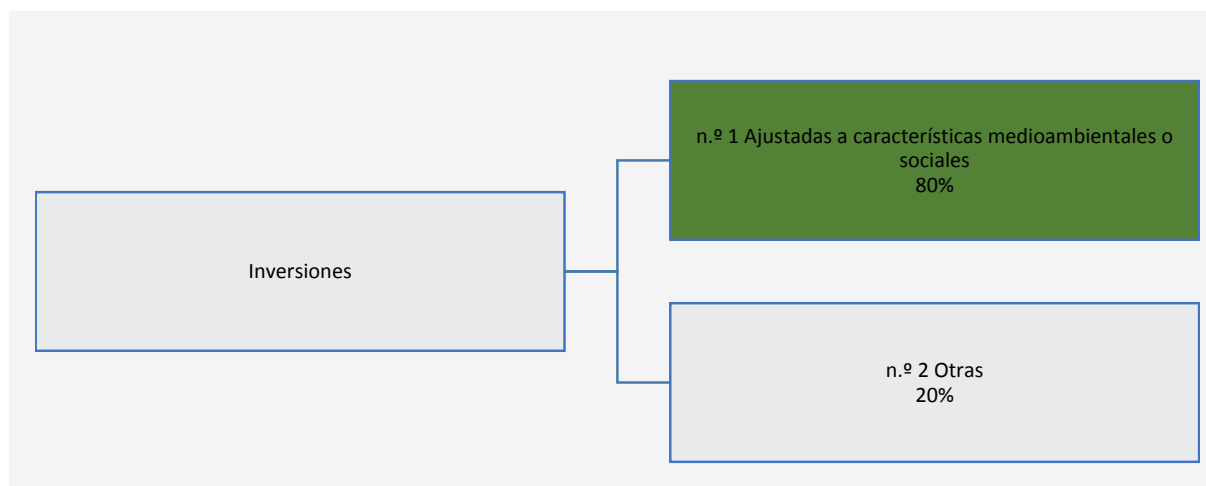 n.º 1 Ajustadas a características medioambientales o
sociales
80%
Inversiones
n.º 2 Otras
20%